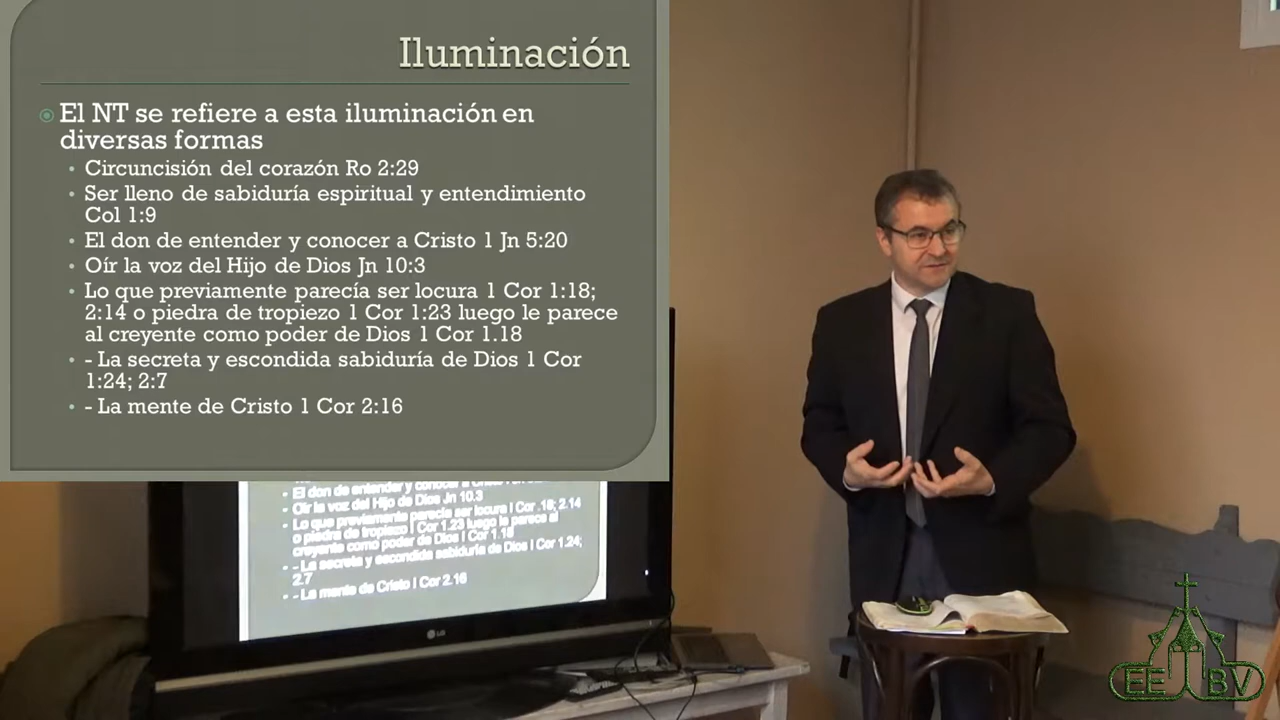 Iluminación
El NT se refiere a esta iluminación en
diversas formas
Circuncisión del corazón Ro 2:29
Ser lleno de sabiduría espiritual y entendimiento
Col 1:9
El don de entender y conocer a Cristo 1 Jn 5:20
Oír la voz del Hijo de Dios Jn 10:3
Lo que previamente parecía ser locura 1 Cor 1:18;
2:14 o piedra de tropiezo 1 Cor 1:23 luego le parece
al creyente como poder de Dios 1 Cor 1.18
- La secreta y escondida sabiduría de Dios 1 Cor
1:24; 2:7
- La mente de Cristo 1 Cor 2:16
El don de entender y conocer a
Oír la voz del Hijo de Dios Jn 10.3
Lo que previamente parecía ser locura I Cor .18; 2.14
o piedra de tropiezo I Cor 1.23 luego le parece al
creyente como poder de Dios I Cor 1.18
- La secreta y escondida sabiduría de Dios I Cor 1.24;
2.7
- La mente de Cristo I Cor 2.16
LG
EE BV